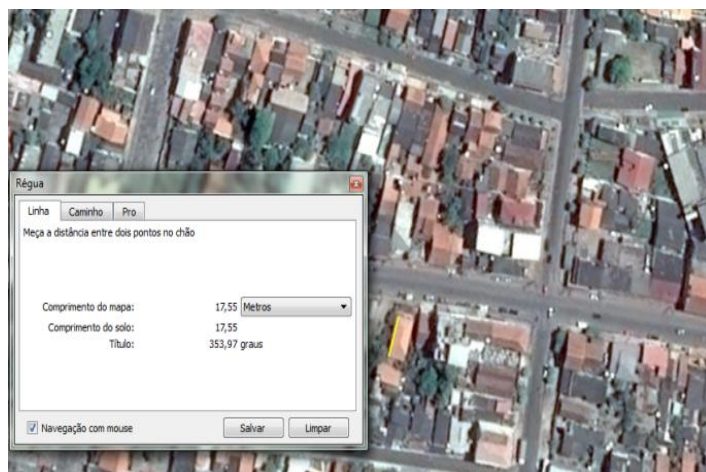 Régua
Linha Caminho Pro
Meça a distância entre dois pontos no chão
Comprimento do mapa: 17,55 Metros
Comprimento do solo: 17,55
Título: 353,97 graus
Navegação com mouse Salvar Limpar